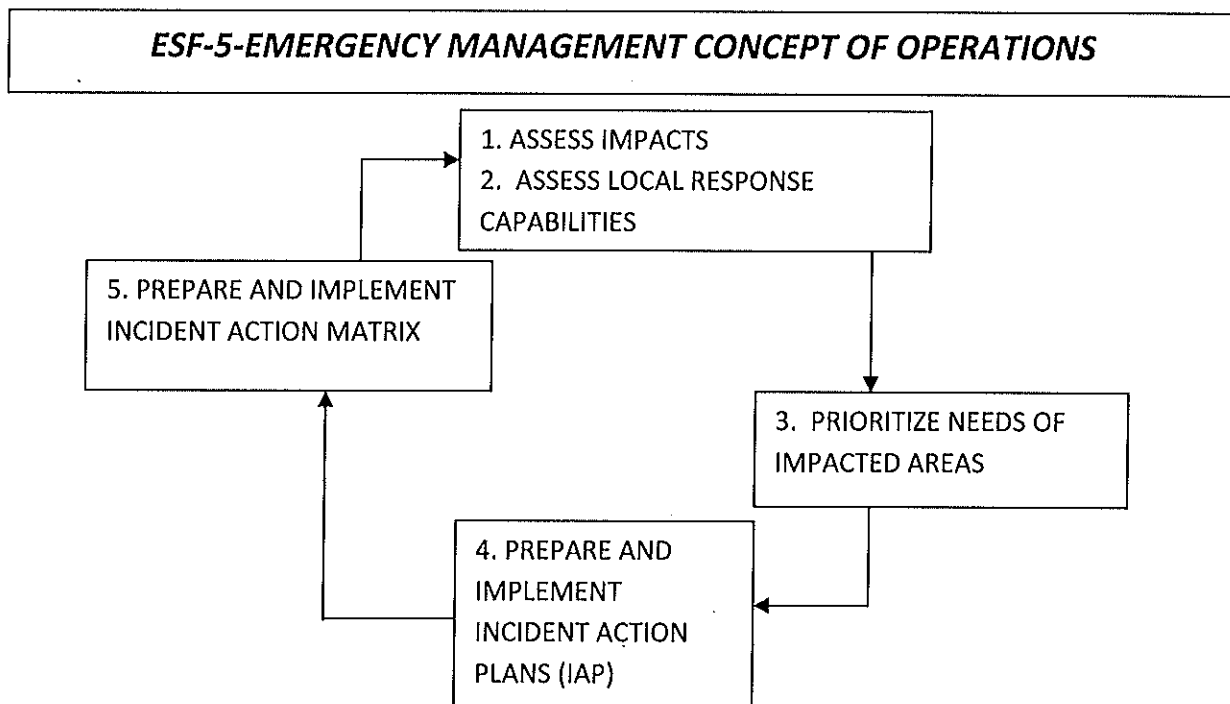 ESF-5-EMERGENCY MANAGEMENT CONCEPT OF OPERATIONS
1. ASSESS IMPACTS
2. ASSESS LOCAL RESPONSE
CAPABILITIES
3. PRIORITIZE NEEDS OF
IMPACTED AREAS
4. PREPARE AND
IMPLEMENT
INCIDENT ACTION
PLANS (IAP)
5. PREPARE AND IMPLEMENT
INCIDENT ACTION MATRIX